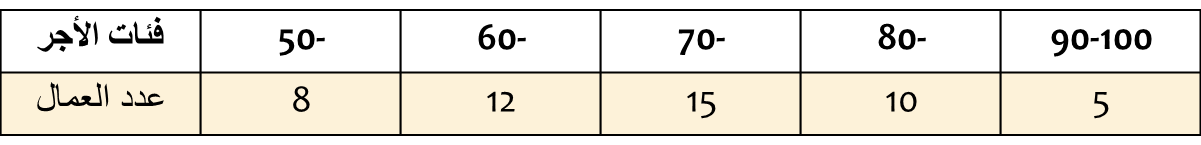 فئات الأجر 50- 60- 70- 80- 90-100
عدد العمال 8 12 15 10 5